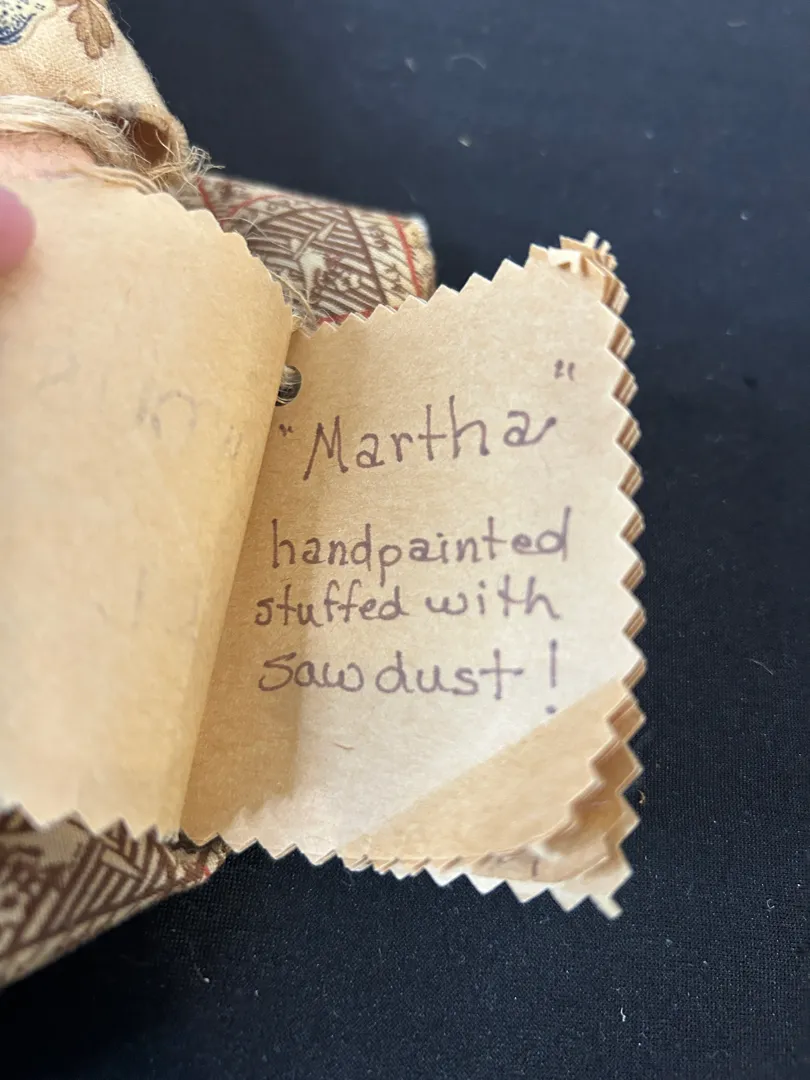 "Martha"
handpainted
stuffed with
sawdust!